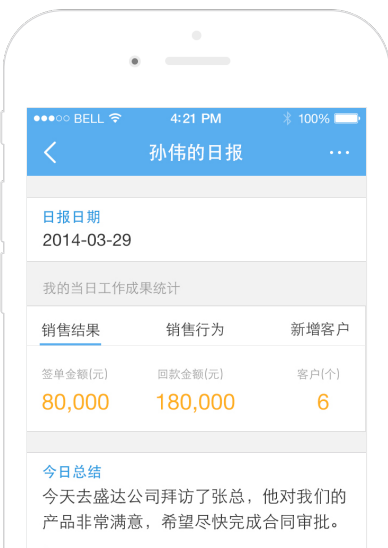 BELL 4:21 PM 100%
孙伟的日报
日报日期
2014-03-29
我的当日工作成果统计
销售结果 销售行为 新增客户
签单金额(元) 回款金额(元) 客户(个)
80,000 180,000 6
今日总结
今天去盛达公司拜访了张总，他对我们的
产品非常满意，希望尽快完成合同审批。